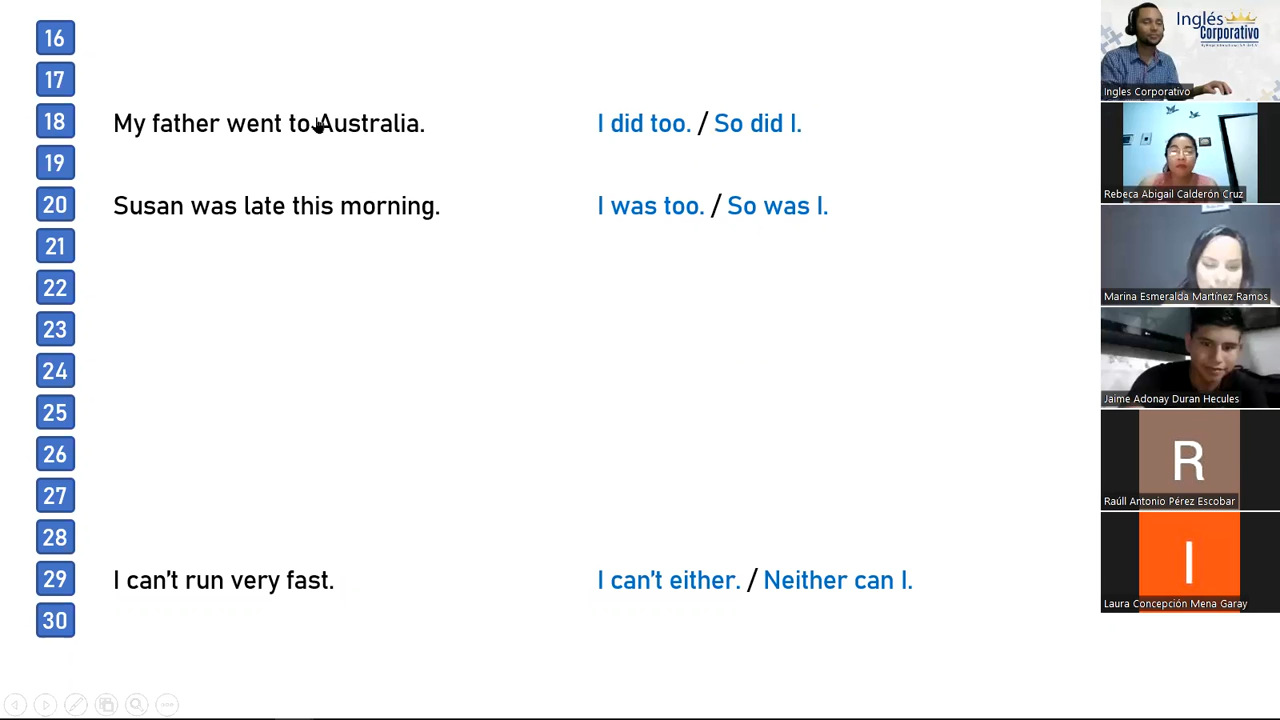 16
17
18 My father went to Australia. I did too. / So did I.
19
20 Susan was late this morning. I was too. / So was I.
21
22
23
24
25
26
27
28
29 I can't run very fast. I can't either. / Neither can I.
30
Inglés
Corporativo
Ingles Corporativo
Rebeca Abigail Calderón Cruz
Marina Esmeralda Martínez Ramos
Jaime Adonay Duran Hecules
R
Raúll Antonio Pérez Escobar
I
Laura Concepción Mena Garay